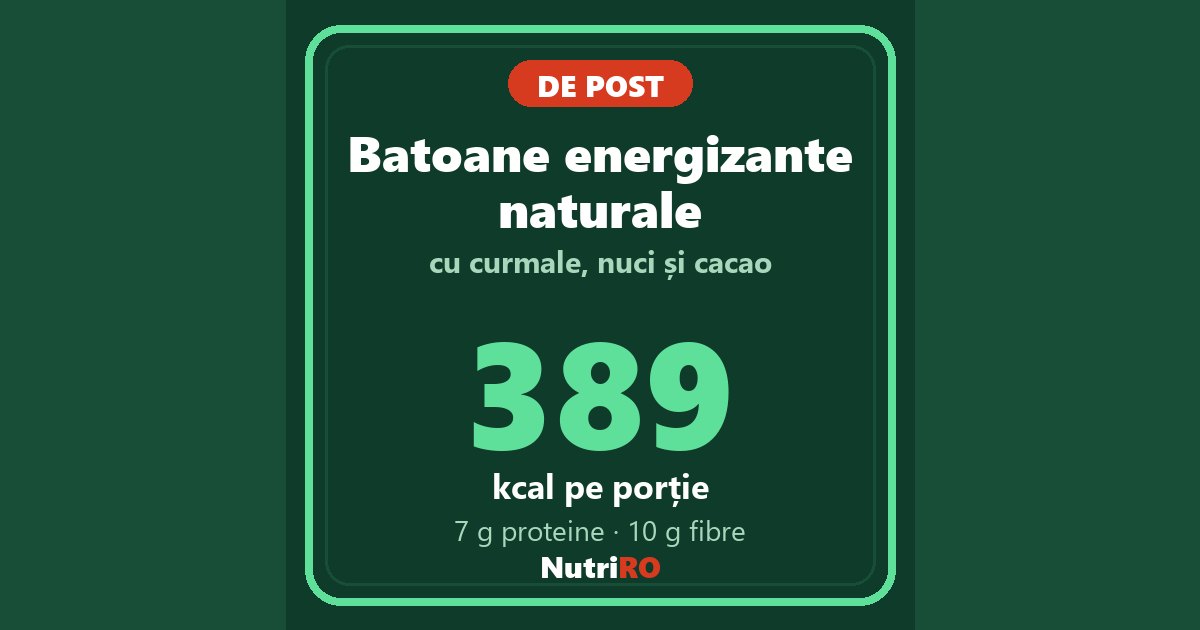 DE POST
Batoane energizante
naturale
cu curmale, nuci și cacao
389
kcal pe porție
7 g proteine · 10 g fibre
NutriRO